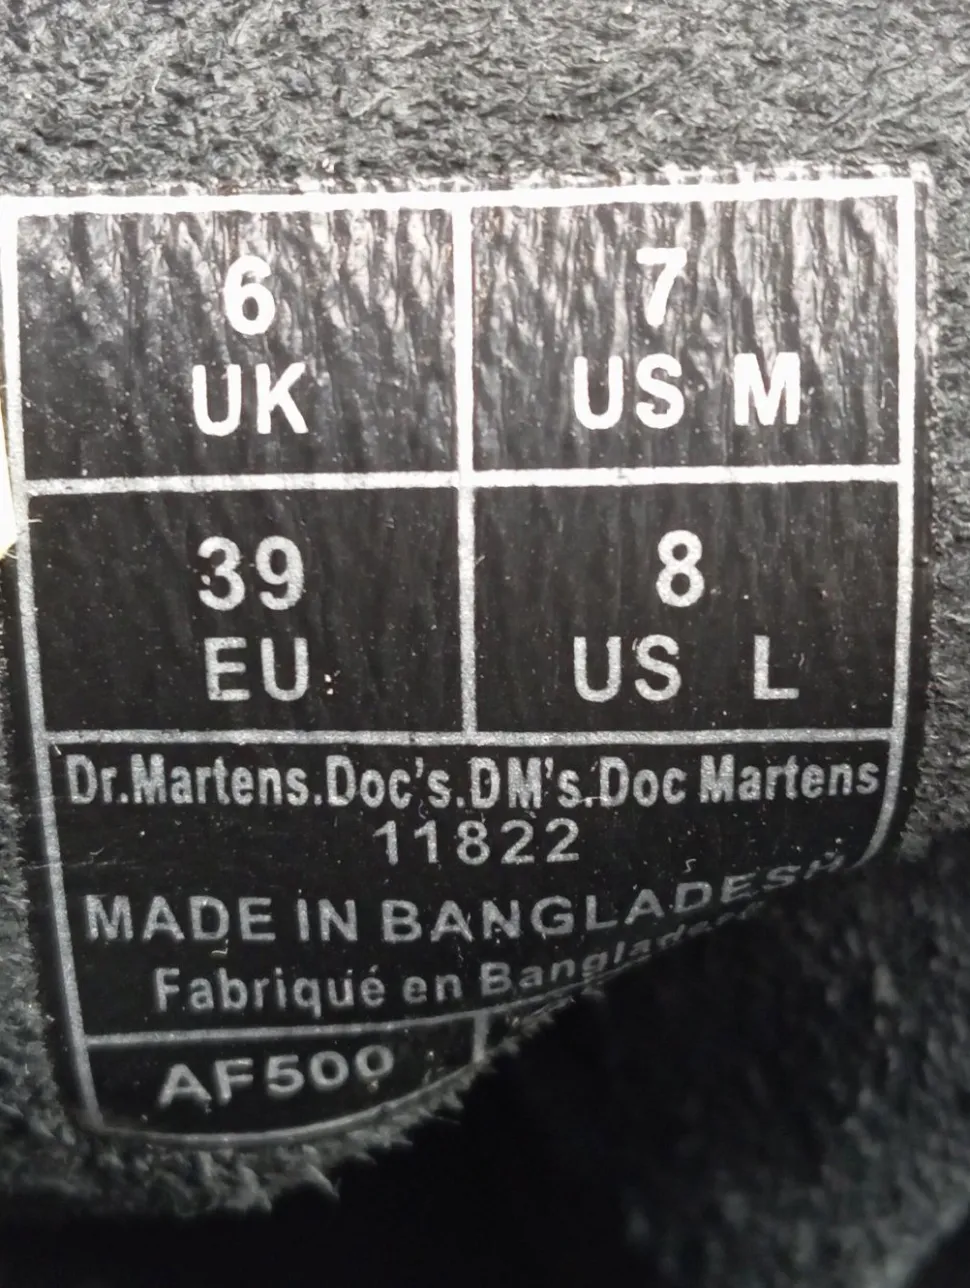 6
UK
7
US M
39
EU
8
US L
Dr.Martens.Doc's.DM's.Doc Martens
11822
MADE IN BANGLADESH
Fabriqué en
AF500